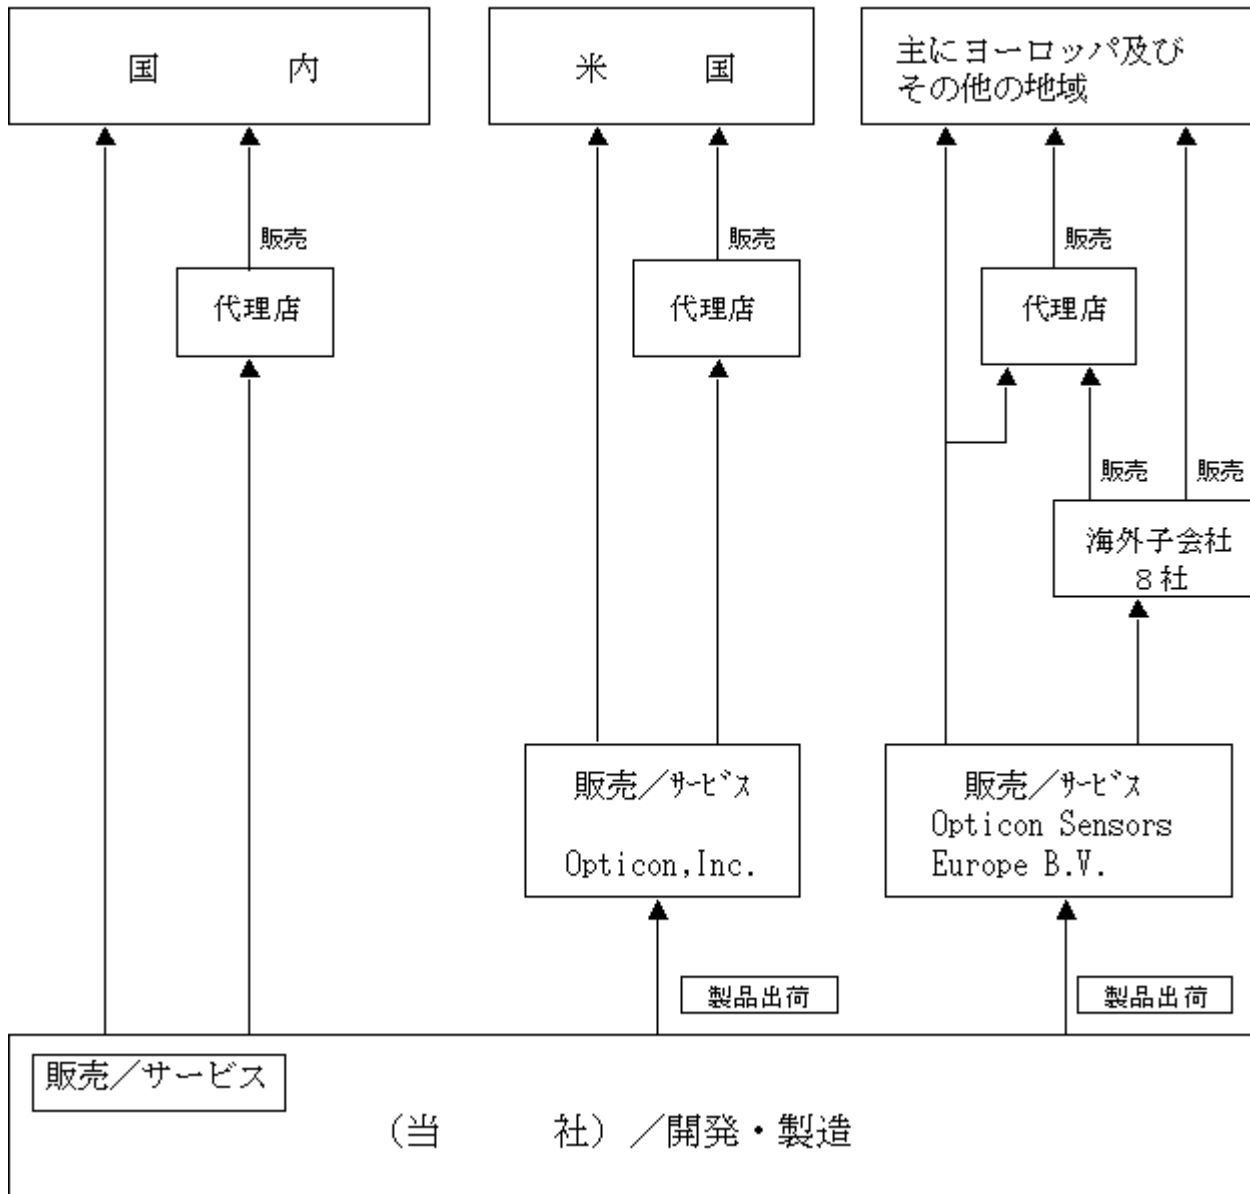 国　　　内
米　　　国
主にヨーロッパ及び
その他の地域
販売
販売
販売
代理店
代理店
代理店
販売
販売
海外子会社
８社
販売／ｻｰﾋﾞｽ
Opticon,Inc.
販売／ｻｰﾋﾞｽ
Opticon Sensors
Europe B.V.
製品出荷
製品出荷
販売／サービス
（当　　　社）／開発・製造